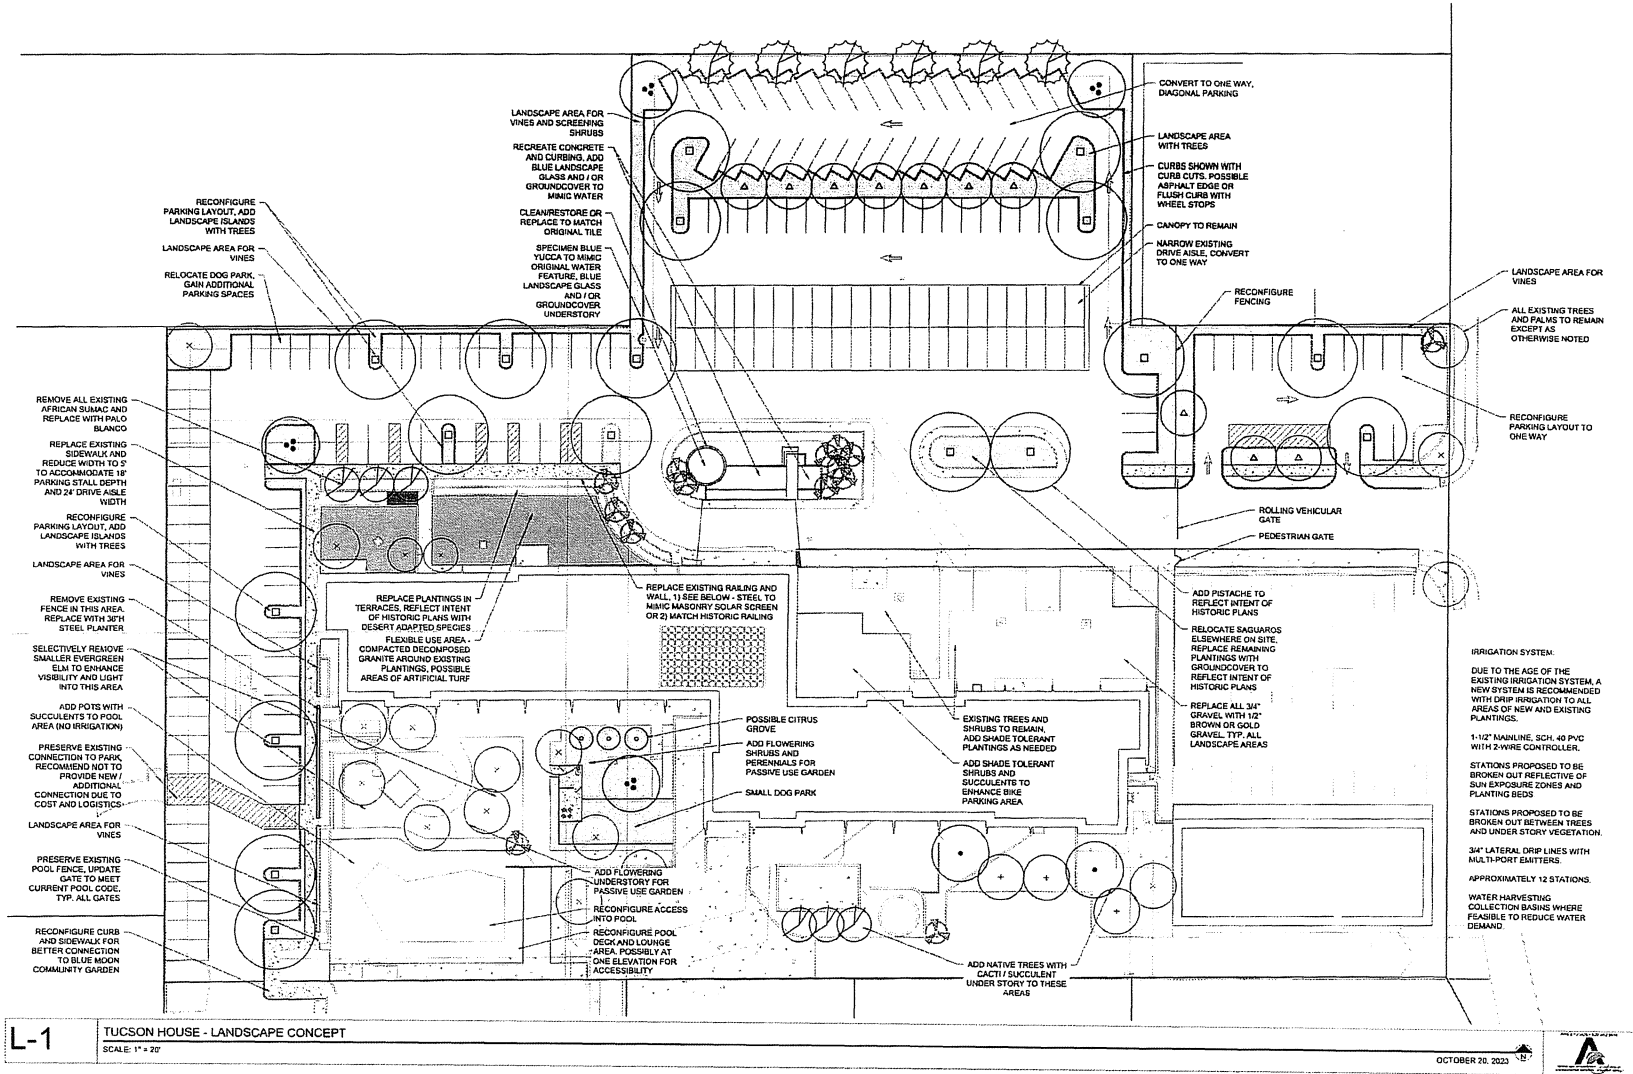 LANDSCAPE AREA FOR
VINES AND SCREENING
SHRUBS
RECREATE CONCRETE
AND CURBING, ADD
BLUE LANDSCAPE
GLASS AND / OR
GROUNDCOVER TO
MIMIC WATER
CLEAN/RESTORE OR
REPLACE TO MATCH
ORIGINAL TILE
SPECIMEN BLUE
YUCCA TO MIMIC
ORIGINAL WATER
FEATURE, BLUE
LANDSCAPE GLASS
AND / OR
GROUNDCOVER
UNDERSTORY
CONVERT TO ONE WAY,
DIAGONAL PARKING
LANDSCAPE AREA
WITH TREES
CURBS SHOWN WITH
CURB CUTS. POSSIBLE
ASPHALT EDGE OR
FLUSH CURB WITH
WHEEL STOPS
CANOPY TO REMAIN
NARROW EXISTING
DRIVE AISLE, CONVERT
TO ONE WAY
RECONFIGURE
FENCING
LANDSCAPE AREA FOR
VINES
ALL EXISTING TREES
AND PALMS TO REMAIN
EXCEPT AS
OTHERWISE NOTED
RECONFIGURE
PARKING LAYOUT TO
ONE WAY
RECONFIGURE
PARKING LAYOUT, ADD
LANDSCAPE ISLANDS
WITH TREES
LANDSCAPE AREA FOR
VINES
RELOCATE DOG PARK,
GAIN ADDITIONAL
PARKING SPACES
REMOVE ALL EXISTING
AFRICAN SUMAC AND
REPLACE WITH PALO
BLANCO
REPLACE EXISTING
SIDEWALK AND
REDUCE WIDTH TO 5'
TO ACCOMMODATE 18'
PARKING STALL DEPTH
AND 24' DRIVE AISLE
WIDTH
RECONFIGURE
PARKING LAYOUT, ADD
LANDSCAPE ISLANDS
WITH TREES
LANDSCAPE AREA FOR
VINES
REMOVE EXISTING
FENCE IN THIS AREA.
REPLACE WITH 36"H
STEEL PLANTER
SELECTIVELY REMOVE
SMALLER EVERGREEN
ELM TO ENHANCE
VISIBILITY AND LIGHT
INTO THIS AREA
ADD POTS WITH
SUCCULENTS TO POOL
AREA (NO IRRIGATION)
PRESERVE EXISTING
CONNECTION TO PARK,
RECOMMEND NOT TO
PROVIDE NEW /
ADDITIONAL
CONNECTION DUE TO
COST AND LOGISTICS
LANDSCAPE AREA FOR
VINES
PRESERVE EXISTING
POOL FENCE, UPDATE
GATE TO MEET
CURRENT POOL CODE,
TYP. ALL GATES
RECONFIGURE CURB
AND SIDEWALK FOR
BETTER CONNECTION
TO BLUE MOON
COMMUNITY GARDEN
REPLACE PLANTINGS IN
TERRACES, REFLECT INTENT
OF HISTORIC PLANS WITH
DESERT ADAPTED SPECIES
FLEXIBLE USE AREA -
COMPACTED DECOMPOSED
GRANITE AROUND EXISTING
PLANTINGS, POSSIBLE
AREAS OF ARTIFICIAL TURF
REPLACE EXISTING RAILING AND
WALL, 1) SEE BELOW - STEEL TO
MIMIC MASONRY SOLAR SCREEN
OR 2) MATCH HISTORIC RAILING
POSSIBLE CITRUS
GROVE
ADD FLOWERING
SHRUBS AND
PERENNIALS FOR
PASSIVE USE GARDEN
SMALL DOG PARK
ADD FLOWERING
UNDERSTORY FOR
PASSIVE USE GARDEN
RECONFIGURE ACCESS
INTO POOL
RECONFIGURE POOL
DECK AND LOUNGE
AREA, POSSIBLY AT
ONE ELEVATION FOR
ACCESSIBILITY
EXISTING TREES AND
SHRUBS TO REMAIN,
ADD SHADE TOLERANT
PLANTINGS AS NEEDED
ADD SHADE TOLERANT
SHRUBS AND
SUCCULENTS TO
ENHANCE BIKE
PARKING AREA
ADD NATIVE TREES WITH
CACTI / SUCCULENT
UNDER STORY TO THESE
AREAS
ROLLING VEHICULAR
GATE
PEDESTRIAN GATE
ADD PISTACHE TO
REFLECT INTENT OF
HISTORIC PLANS
RELOCATE SAGUAROS
ELSEWHERE ON SITE,
REPLACE REMAINING
PLANTINGS WITH
GROUNDCOVER TO
REFLECT INTENT OF
HISTORIC PLANS
REPLACE ALL 3/4"
GRAVEL WITH 1/2"
BROWN OR GOLD
GRAVEL, TYP. ALL
LANDSCAPE AREAS
IRRIGATION SYSTEM:
DUE TO THE AGE OF THE
EXISTING IRRIGATION SYSTEM, A
NEW SYSTEM IS RECOMMENDED
WITH DRIP IRRIGATION TO ALL
AREAS OF NEW AND EXISTING
PLANTINGS.
1-1/2" MAINLINE, SCH. 40 PVC
WITH 2-WIRE CONTROLLER.
STATIONS PROPOSED TO BE
BROKEN OUT REFLECTIVE OF
SUN EXPOSURE ZONES AND
PLANTING BEDS
STATIONS PROPOSED TO BE
BROKEN OUT BETWEEN TREES
AND UNDER STORY VEGETATION.
3/4" LATERAL DRIP LINES WITH
MULTI-PORT EMITTERS.
APPROXIMATELY 12 STATIONS.
WATER HARVESTING
COLLECTION BASINS WHERE
FEASIBLE TO REDUCE WATER
DEMAND.
L-1
TUCSON HOUSE - LANDSCAPE CONCEPT
SCALE: 1" = 20'
OCTOBER 20, 2023
N